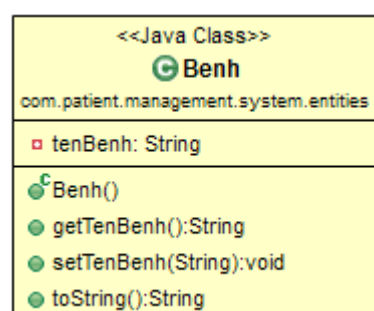 <<Java Class>>
Benh
com.patient.management.system.entities
tenBenh: String
Benh()
getTenBenh():String
setTenBenh(String):void
toString():String